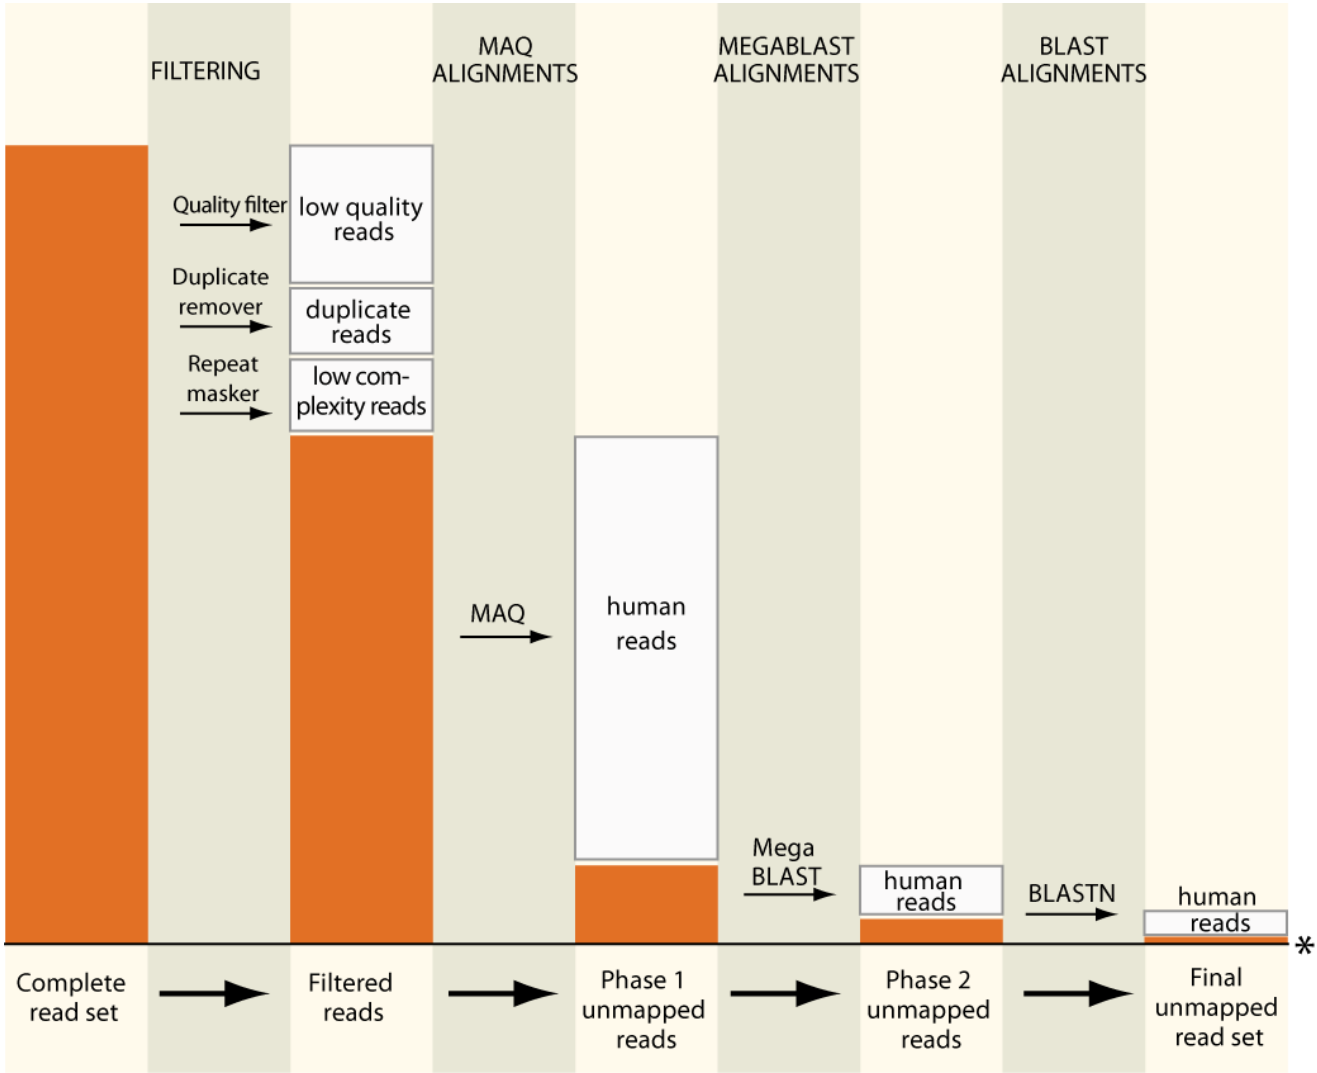 FILTERING
MAQ
ALIGNMENTS
MEGABLAST
ALIGNMENTS
BLAST
ALIGNMENTS
Quality filter
low quality
reads
Duplicate
remover
duplicate
reads
Repeat
masker
low com-
plexity reads
MAQ
human
reads
Mega
BLAST
human
reads
BLASTN
human
reads
*
Complete
read set
Filtered
reads
Phase 1
unmapped
reads
Phase 2
unmapped
reads
Final
unmapped
read set